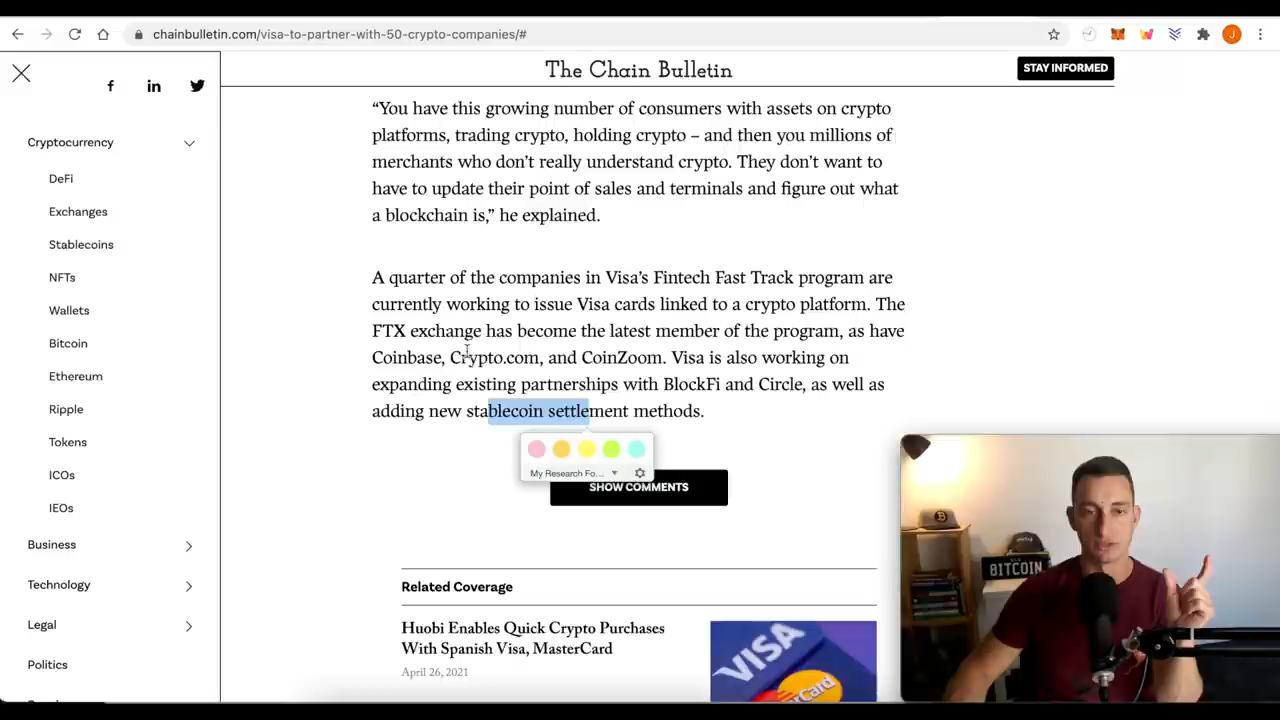 chainbulletin.com/visa-to-partner-with-50-crypto-companies/#
J
The Chain Bulletin
STAY INFORMED
Cryptocurrency
DeFi
Exchanges
Stablecoins
NFTs
Wallets
Bitcoin
Ethereum
Ripple
Tokens
ICOs
IEOs
Business
Technology
Legal
Politics
“You have this growing number of consumers with assets on crypto
platforms, trading crypto, holding crypto – and then you millions of
merchants who don’t really understand crypto. They don’t want to
have to update their point of sales and terminals and figure out what
a blockchain is,” he explained.
A quarter of the companies in Visa’s Fintech Fast Track program are
currently working to issue Visa cards linked to a crypto platform. The
FTX exchange has become the latest member of the program, as have
Coinbase, Crypto.com, and CoinZoom. Visa is also working on
expanding existing partnerships with BlockFi and Circle, as well as
adding new stablecoin settlement methods.
My Research Fo...
SHOW COMMENTS
Related Coverage
Huobi Enables Quick Crypto Purchases
With Spanish Visa, MasterCard
April 26, 2021
VISA
MasterCard
BITCOIN